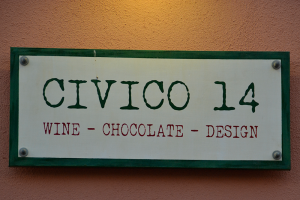 CIVICO 14
WINE - CHOCOLATE - DESIGN